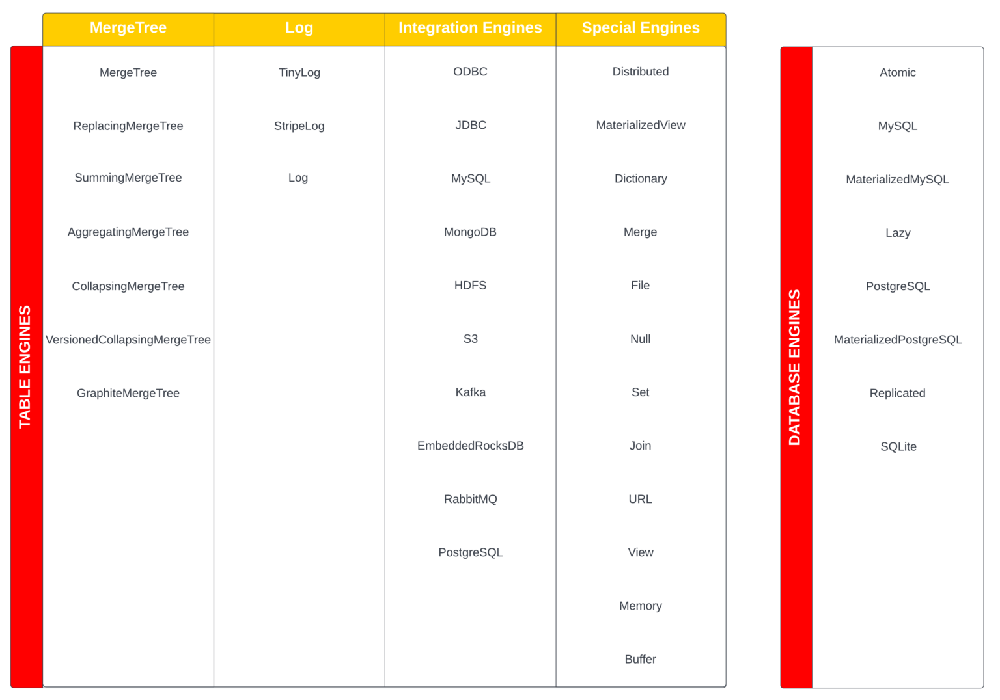 MergeTree
Log
Integration Engines
Special Engines
TABLE ENGINES
MergeTree
ReplacingMergeTree
SummingMergeTree
AggregatingMergeTree
CollapsingMergeTree
VersionedCollapsingMergeTree
GraphiteMergeTree
TinyLog
StripeLog
Log
ODBC
JDBC
MySQL
MongoDB
HDFS
S3
Kafka
EmbeddedRocksDB
RabbitMQ
PostgreSQL
Distributed
MaterializedView
Dictionary
Merge
File
Null
Set
Join
URL
View
Memory
Buffer
DATABASE ENGINES
Atomic
MySQL
MaterializedMySQL
Lazy
PostgreSQL
MaterializedPostgreSQL
Replicated
SQLite